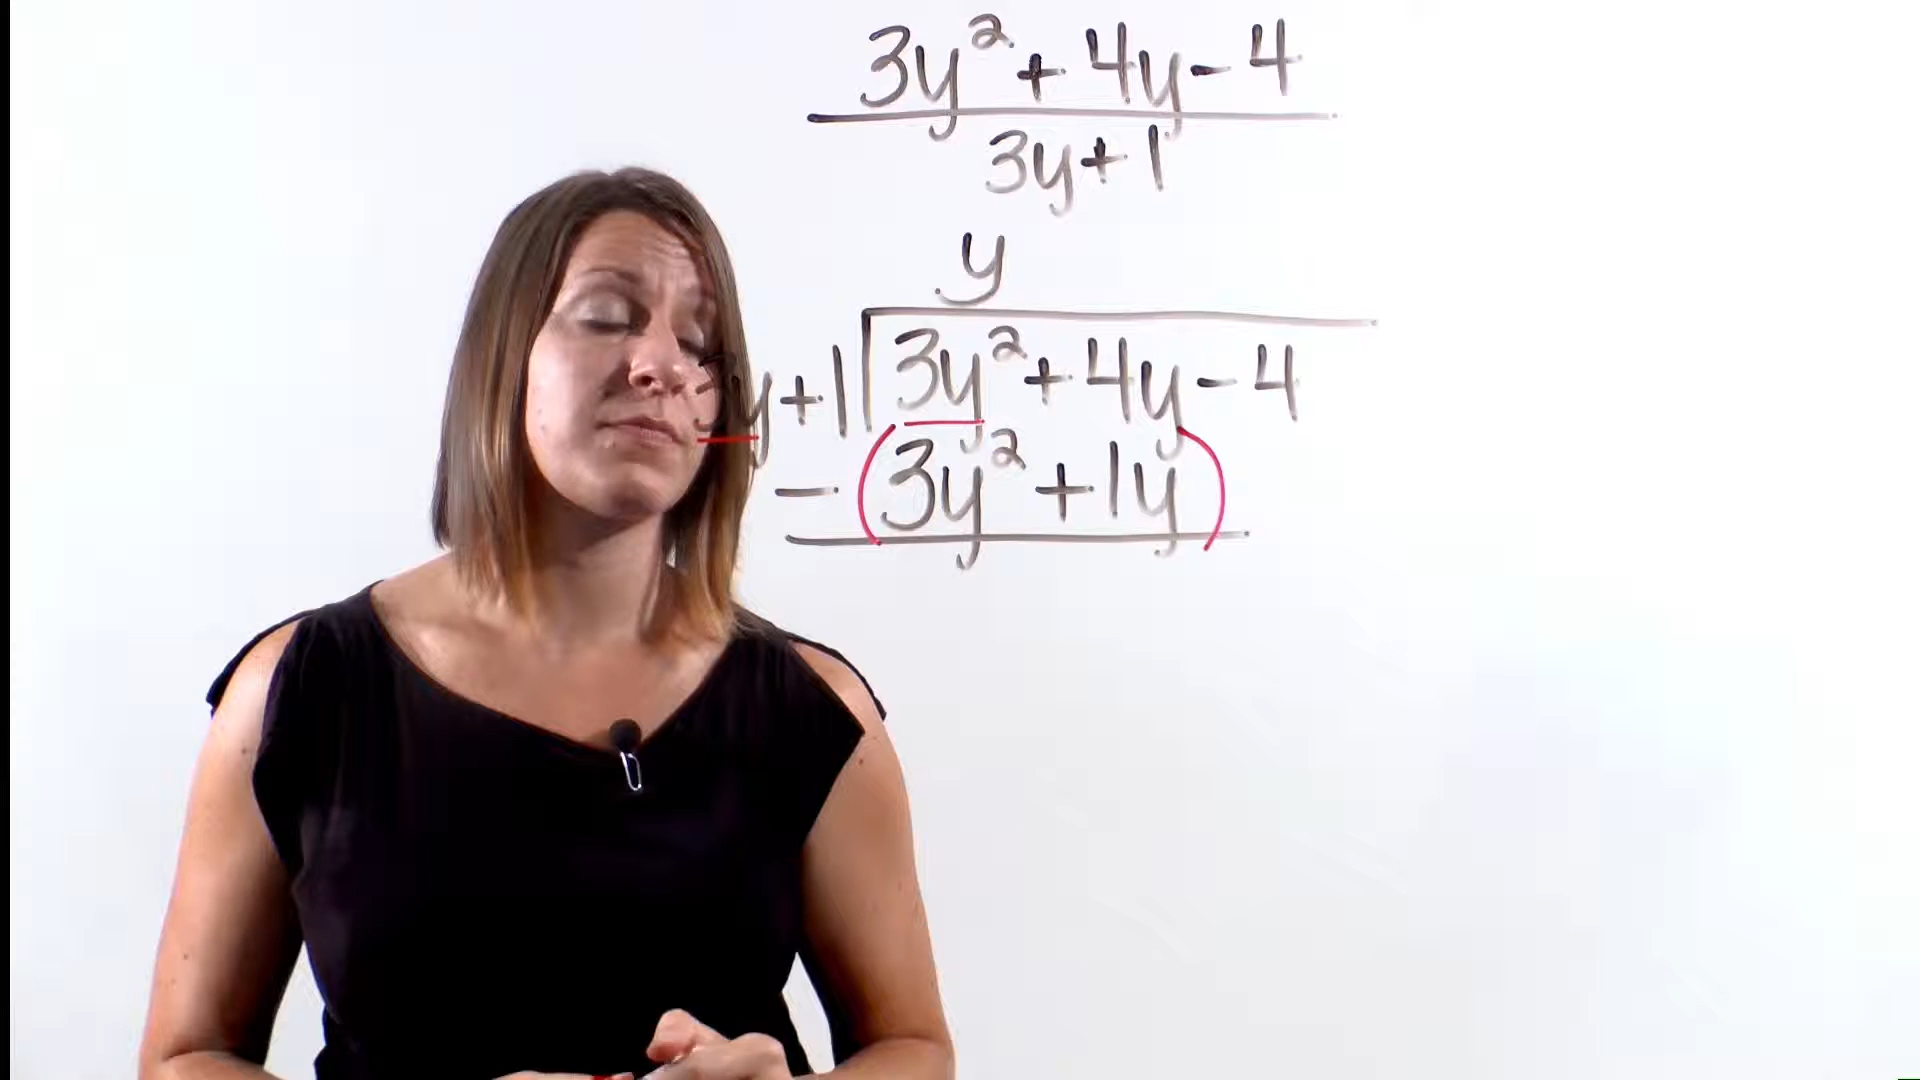 3y² + 4y - 4
3y + 1
y
3y + 1 3y² + 4y - 4
- (3y² + 1y)